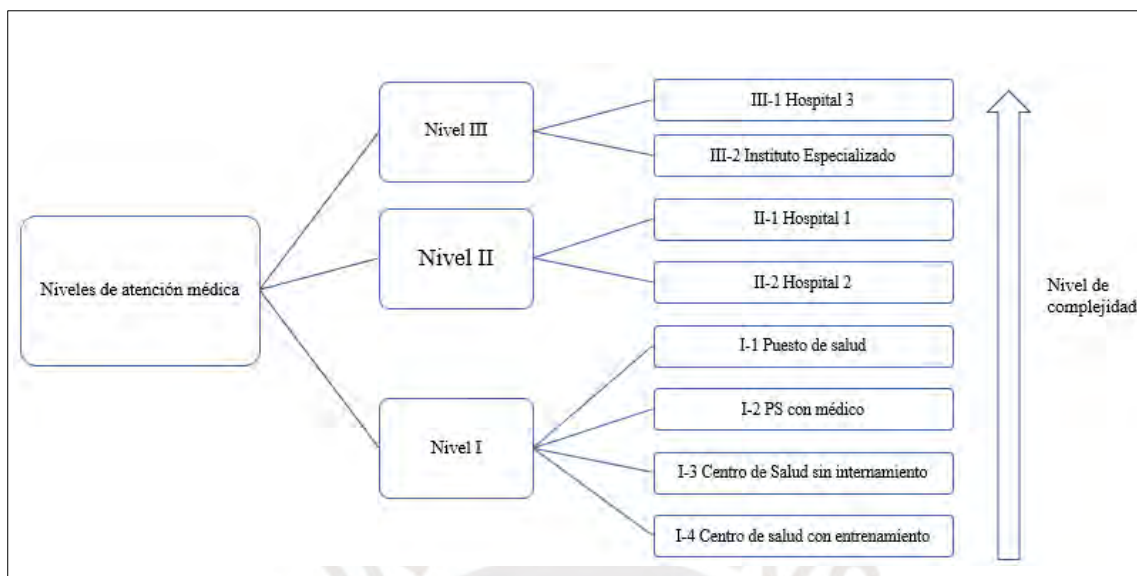 Niveles de atención médica
Nivel III
III-1 Hospital 3
III-2 Instituto Especializado
Nivel II
II-1 Hospital 1
II-2 Hospital 2
Nivel I
I-1 Puesto de salud
I-2 PS con médico
I-3 Centro de Salud sin internamiento
I-4 Centro de salud con entrenamiento
Nivel de
complejidad